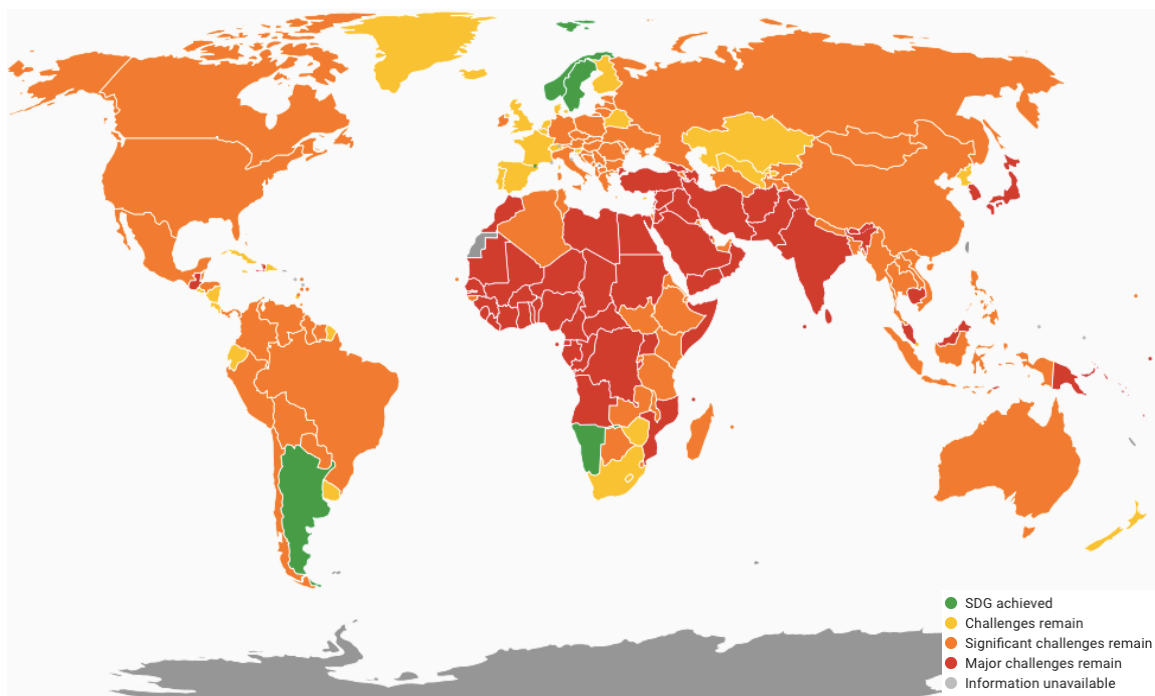 SDG achieved
Challenges remain
Significant challenges remain
Major challenges remain
Information unavailable